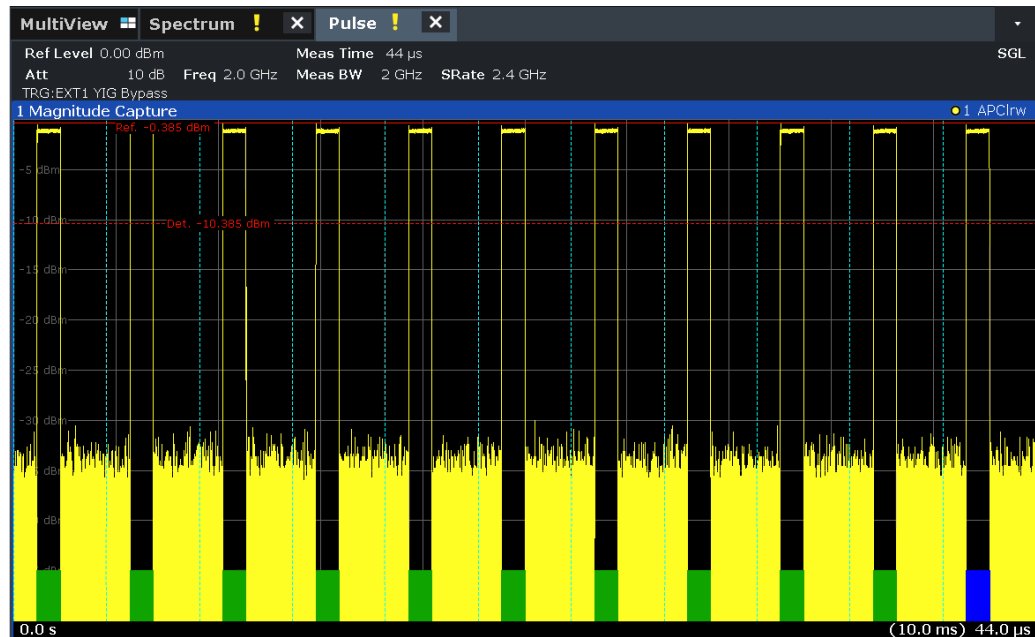 MultiView Spectrum ! X Pulse ! X
Ref Level 0.00 dBm Meas Time 44 µs SGL
Att 10 dB Freq 2.0 GHz Meas BW 2 GHz SRate 2.4 GHz
TRG:EXT1 YIG Bypass
1 Magnitude Capture 1 APClrw
Ref. -0.385 dBm
-5 dBm
-10 dBm
Det. -10.385 dBm
-15 dBm
-20 dBm
-25 dBm
-30 dBm
dBm
0.0 s (10.0 ms) 44.0 µs